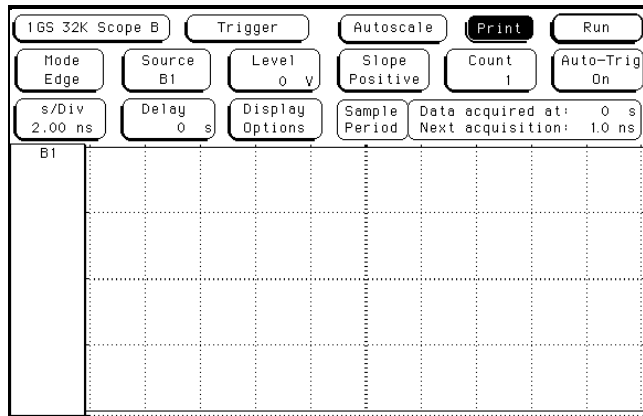 1GS 32K Scope B Trigger Autoscale Print Run
Mode Source Level Slope Count Auto-Trig
Edge B1 0 V Positive 1 On
s/Div Delay Display Sample Data acquired at: 0 s
2.00 ns 0 s Options Period Next acquisition: 1.0 ns
B1